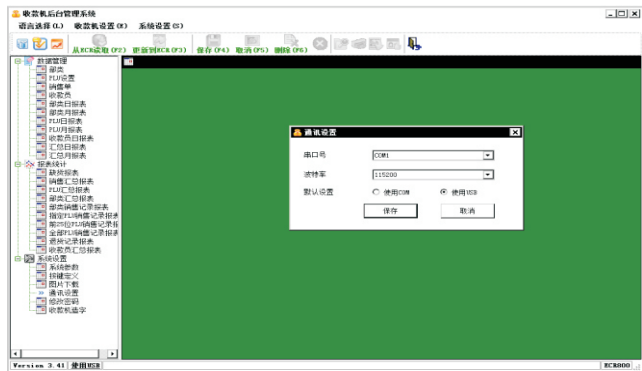 收款机后台管理系统
语言选择(L) 收款机设置(X) 系统设置(S)
从ECR读取(F2) 更新到ECR(F3) 保存(F4) 取消(F5) 删除(F6)
数据管理
部类
PLU设置
销售单
收款员
部类日报表
部类月报表
PLU日报表
PLU月报表
收款员日报表
汇总日报表
汇总月报表
报表统计
缺货报表
销售汇总报表
PLU汇总报表
部类汇总报表
部类销售记录报表
指定PLU销售记录报表
前25位PLU销售记录报
全部PLU销售记录报表
退货记录报表
收款员汇总报表
系统设置
系统参数
按键定义
图片下载
通讯设置
修改密码
收款机造字
通讯设置
串口号 COM1
波特率 115200
默认设置 使用COM 使用USB
保存 取消
Version 3.41 使用USB ECR800